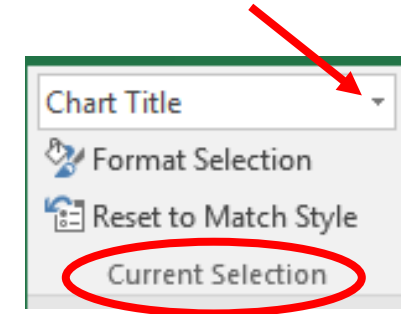 Chart Title
Format Selection
Reset to Match Style
Current Selection